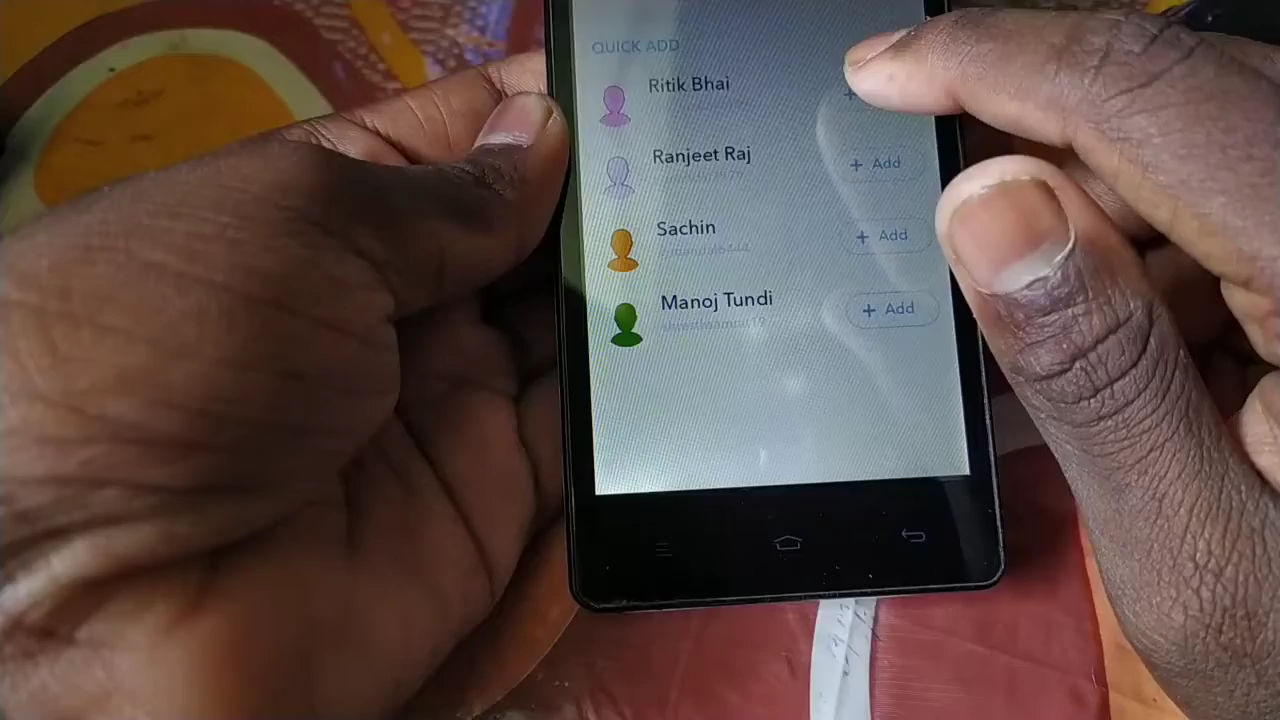 QUICK ADD
Ritik Bhai
+
Ranjeet Raj
+ Add
Sachin
+ Add
Manoj Tundi
+ Add